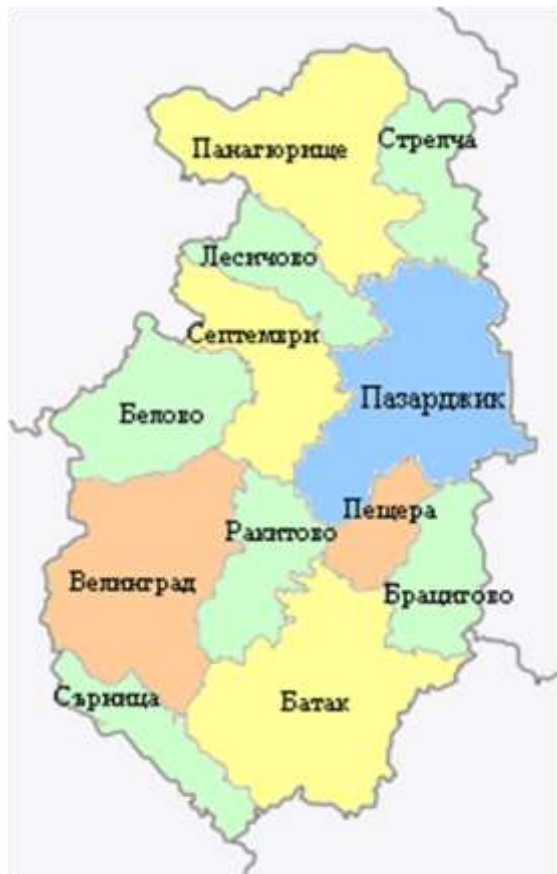 Панагюрище
Стрелча
Лесичово
Септември
Пазарджик
Белово
Пещера
Ракитово
Велинград
Брацигово
Сърница
Батак